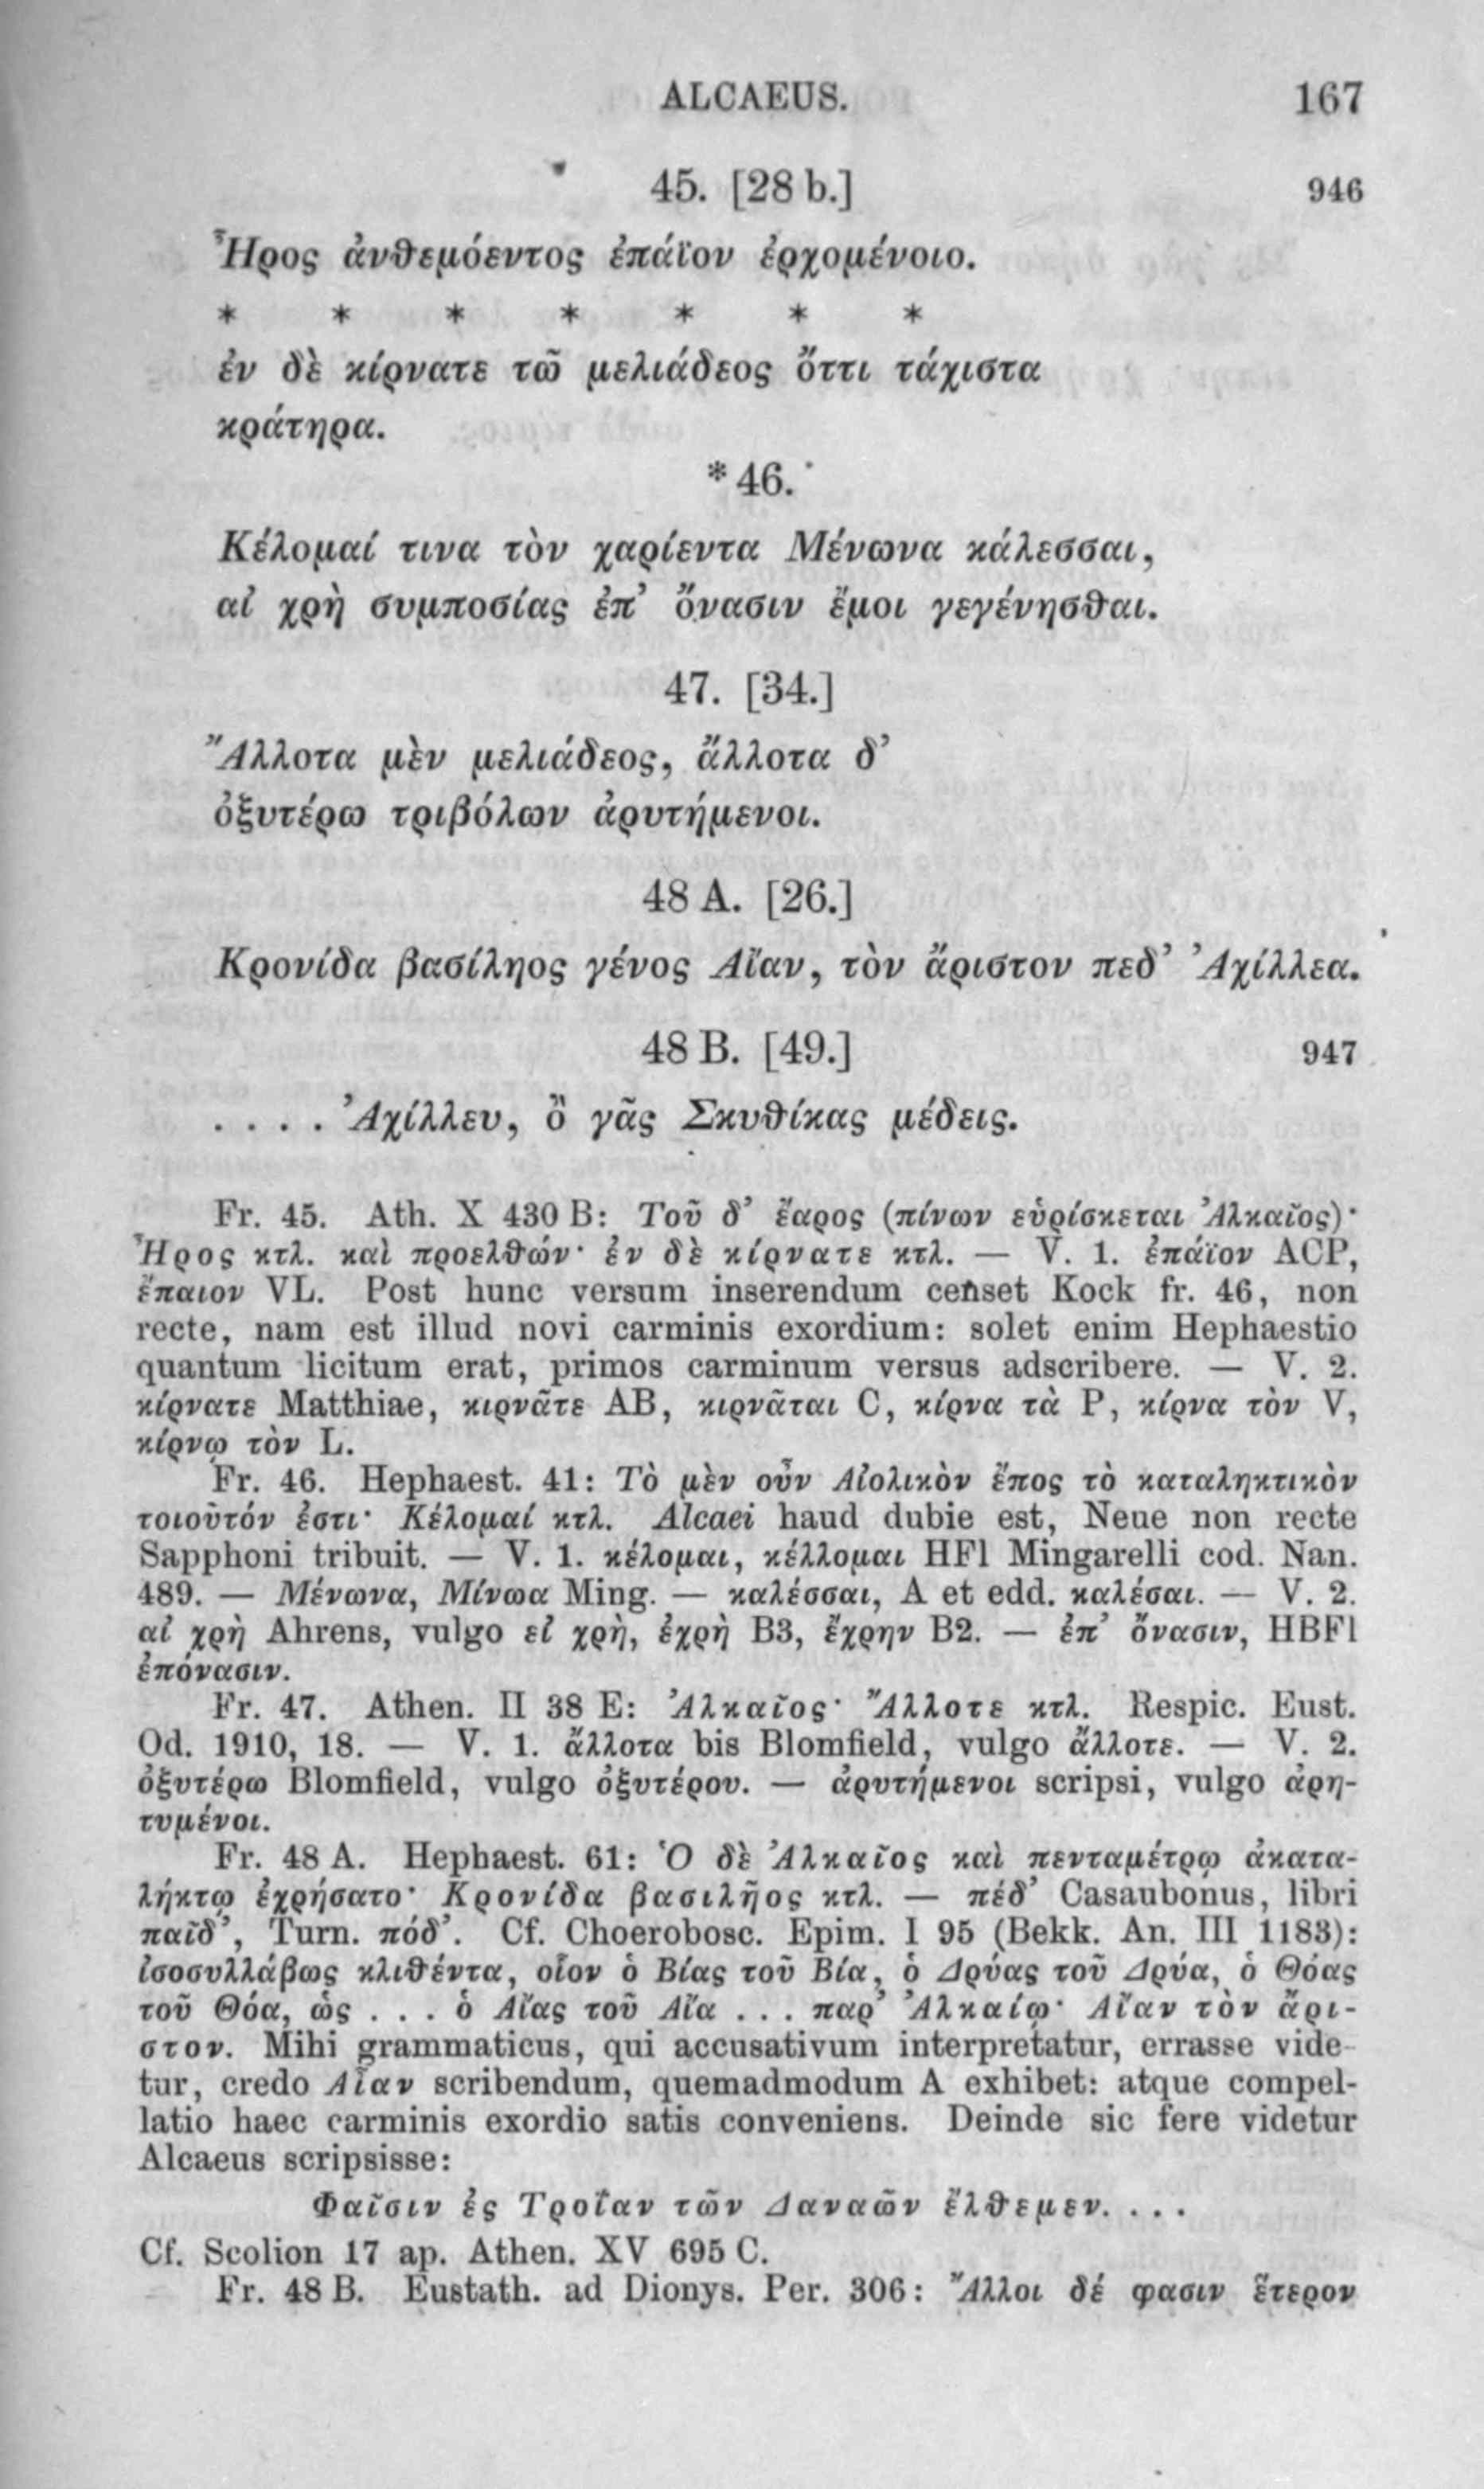 ALCAEUS. 167
45. [28 b.] 946
Ἦρος ἀνθεμόεντος ἐπάϊον ἐρχομένοιο.
* * * * * * *
ἐν δὲ κίρνατε τῶ μελιάδεος ὄττι τάχιστα
κράτηρα.
*46.
Κέλομαί τινα τὸν χαρίεντα Μένωνα κάλεσσαι,
αἰ χρὴ συμποσίας ἐπ’ ὄνασιν ἔμοι γεγένησθαι.
47. [34.]
Ἄλλοτα μὲν μελιάδεος, ἄλλοτα δ’
ὀξυτέρω τριβόλων ἀρυτήμενοι.
48 A. [26.]
Κρονίδα βασίληος γένος Αἴαν, τὸν ἄριστον πεδ’ Ἀχίλλεα.
48 B. [49.] 947
. . . . Ἀχίλλευ, ὂ γᾶς Σκυθίκας μέδεις.
Fr. 45. Ath. X 430 B: Τοῦ δ’ ἔαρος (πίνων εὑρίσκεται Ἀλκαῖος)·
Ἦρος κτλ. καὶ προελθών· ἐν δὲ κίρνατε κτλ. — V. 1. ἐπάϊον ACP,
ἔπαιον VL. Post hunc versum inserendum censet Kock fr. 46, non
recte, nam est illud novi carminis exordium: solet enim Hephaestio
quantum licitum erat, primos carminum versus adscribere. — V. 2.
κίρνατε Matthiae, κιρνᾶτε AB, κιρνᾶται C, κίρνα τὰ P, κίρνα τὸν V,
κίρνῳ τὸν L.
Fr. 46. Hephaest. 41: Τὸ μὲν οὖν Αἰολικὸν ἔπος τὸ καταληκτικὸν
τοιοῦτόν ἐστι· Κέλομαί κτλ. Alcaei haud dubie est, Neue non recte
Sapphoni tribuit. — V. 1. κέλομαι, κέλλομαι HFl Mingarelli cod. Nan.
489. — Μένωνα, Μίνωα Ming. — καλέσσαι, A et edd. καλέσαι. — V. 2.
αἰ χρὴ Ahrens, vulgo εἰ χρὴ, ἐχρὴ B3, ἔχρην B2. — ἐπ’ ὄνασιν, HBFl
ἐπόνασιν.
Fr. 47. Athen. II 38 E: Ἀλκαῖος· Ἄλλοτε κτλ. Respic. Eust.
Od. 1910, 18. — V. 1. ἄλλοτα bis Blomfield, vulgo ἄλλοτε. — V. 2.
ὀξυτέρω Blomfield, vulgo ὀξυτέρου. — ἀρυτήμενοι scripsi, vulgo ἀρη-
τυμένοι.
Fr. 48 A. Hephaest. 61: Ὁ δὲ Ἀλκαῖος καὶ πενταμέτρῳ ἀκατα-
λήκτῳ ἐχρήσατο· Κρονίδα βασιλῆος κτλ. — πέδ’ Casaubonus, libri
παῖδ’, Turn. πόδ’. Cf. Choerobosc. Epim. I 95 (Bekk. An. III 1183):
ἰσοσυλλάβως κλιθέντα, οἷον ὁ Βίας τοῦ Βία, ὁ Δρύας τοῦ Δρύα, ὁ Θόας
τοῦ Θόα, ὡς . . . ὁ Αἴας τοῦ Αἴα . . . παρ’ Ἀλκαίῳ· Αἴαν τὸν ἄρι-
στον. Mihi grammaticus, qui accusativum interpretatur, errasse vide-
tur, credo Αἶαν scribendum, quemadmodum A exhibet: atque compel-
latio haec carminis exordio satis conveniens. Deinde sic fere videtur
Alcaeus scripsisse:
Φαῖσιν ἐς Τροΐαν τῶν Δαναῶν ἔλθεμεν. . . .
Cf. Scolion 17 ap. Athen. XV 695 C.
Fr. 48 B. Eustath. ad Dionys. Per. 306: Ἄλλοι δέ φασιν ἕτερον